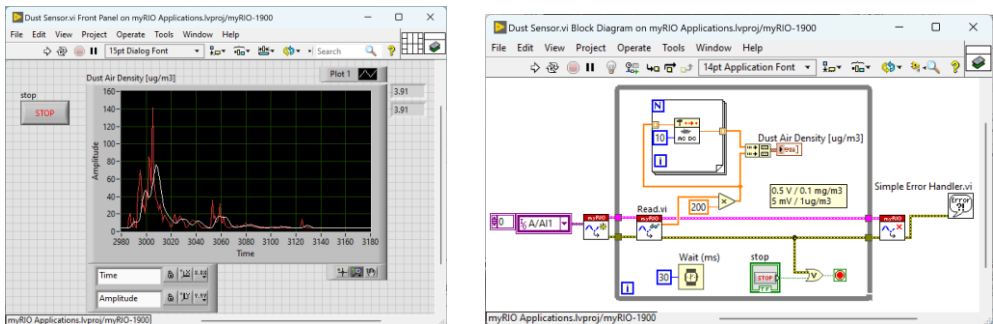 Dust Sensor.vi Front Panel on myRIO Applications.lvproj/myRIO-1900
File Edit View Project Operate Tools Window Help
15pt Dialog Font
Search
Dust Air Density [ug/m3]
Plot 1
stop
STOP
3.91
3.91
160
140
120
100
80
60
40
20
0
Amplitude
2980 3000 3020 3040 3060 3080 3100 3120 3140 3160 3180
Time
Time
Amplitude
myRIO Applications.lvproj/myRIO-1900
Dust Sensor.vi Block Diagram on myRIO Applications.lvproj/myRIO-1900
File Edit View Project Operate Tools Window Help
14pt Application Font
N
10
AC DC
i
Dust Air Density [ug/m3]
0.5 V / 0.1 mg/m3
5 mV / 1ug/m3
Simple Error Handler.vi
Error
?!
200
Read.vi
0
A/AI1
myRIO
myRIO
myRIO
Wait (ms)
30
stop
STOP
TF
V
i
myRIO Applications.lvproj/myRIO-1900